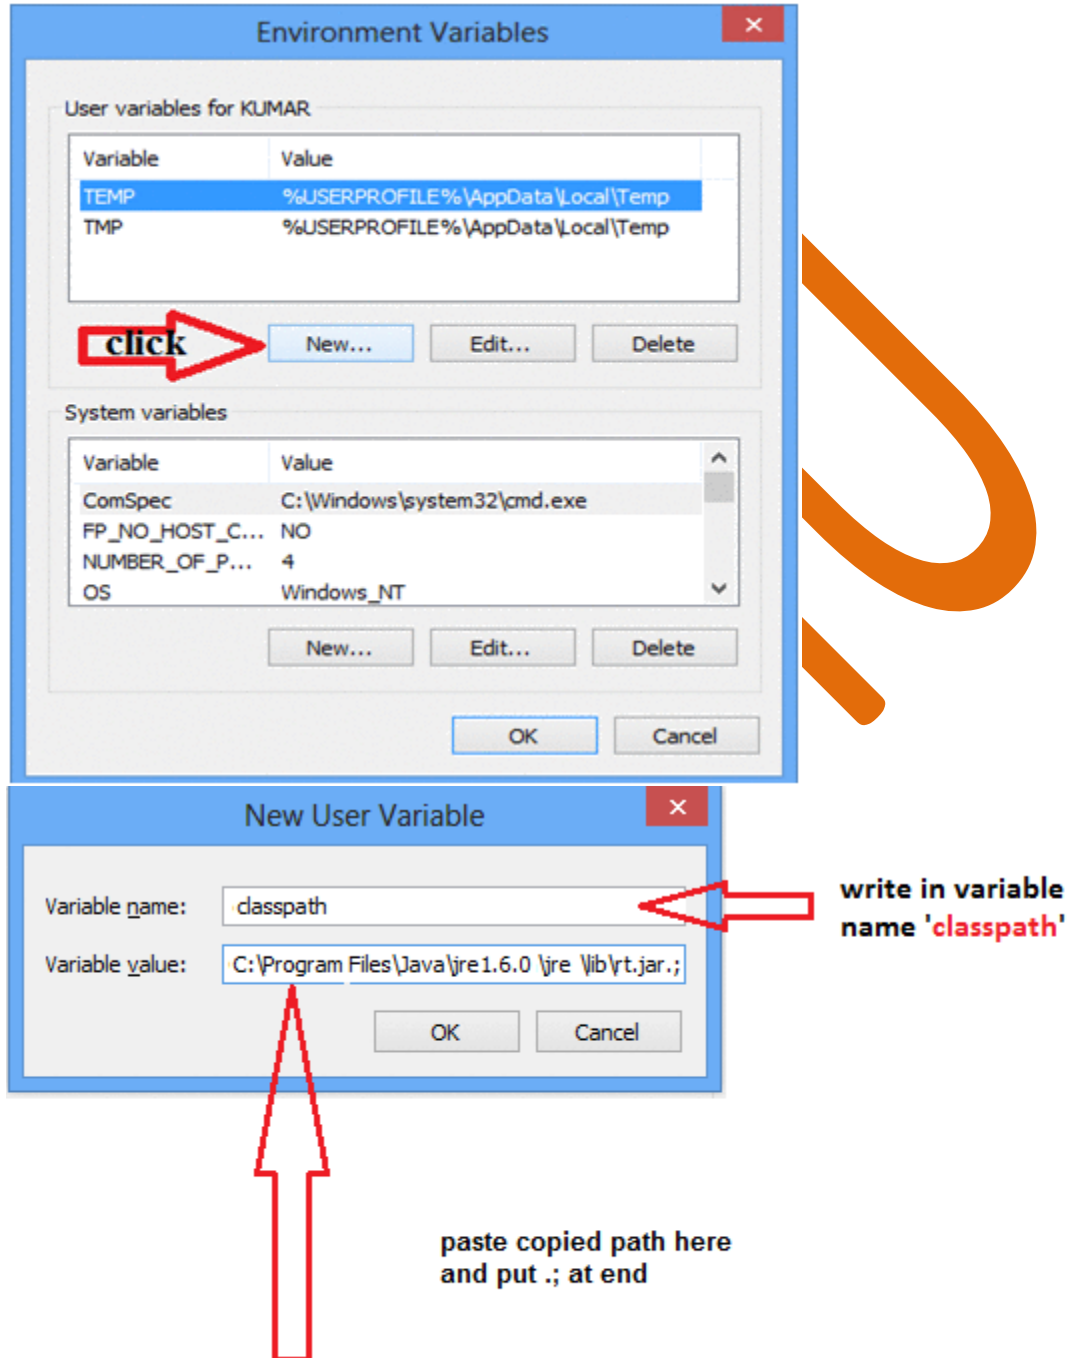 Environment Variables
User variables for KUMAR
Variable Value
TEMP %USERPROFILE%\AppData\Local\Temp
TMP %USERPROFILE%\AppData\Local\Temp
click New... Edit... Delete
System variables
Variable Value
ComSpec C:\Windows\system32\cmd.exe
FP_NO_HOST_C... NO
NUMBER_OF_P... 4
OS Windows_NT
New... Edit... Delete
OK Cancel
New User Variable
Variable name: classpath
write in variable
name 'classpath'
Variable value: C:\Program Files\Java\jre1.6.0 \jre \lib\rt.jar.;
OK Cancel
paste copied path here
and put .; at end